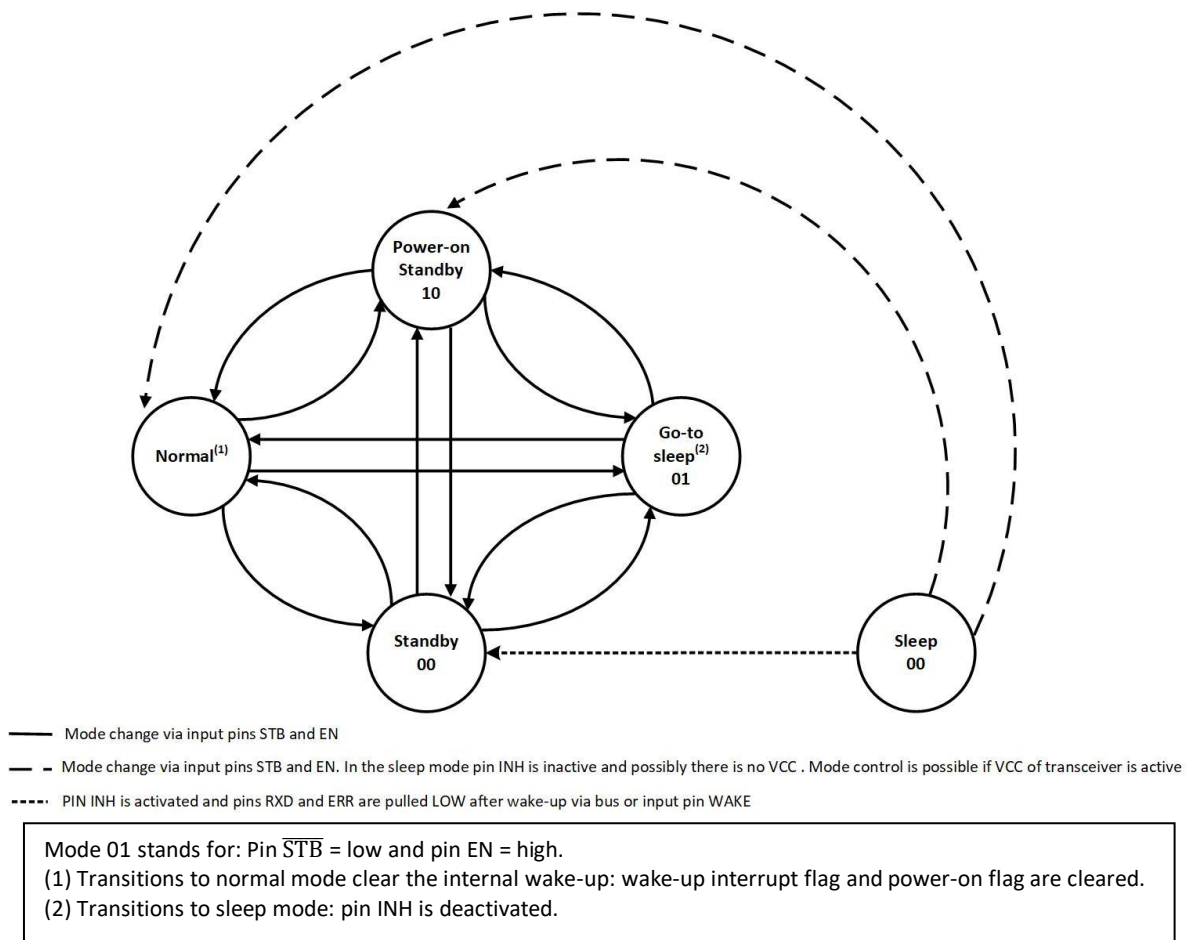 Power-on
Standby
10
Normal(1)
Go-to
sleep(2)
01
Standby
00
Sleep
00
Mode change via input pins STB and EN
Mode change via input pins STB and EN. In the sleep mode pin INH is inactive and possibly there is no VCC . Mode control is possible if VCC of transceiver is active
PIN INH is activated and pins RXD and ERR are pulled LOW after wake-up via bus or input pin WAKE
Mode 01 stands for: Pin S̅T̅B̅ = low and pin EN = high.
(1) Transitions to normal mode clear the internal wake-up: wake-up interrupt flag and power-on flag are cleared.
(2) Transitions to sleep mode: pin INH is deactivated.